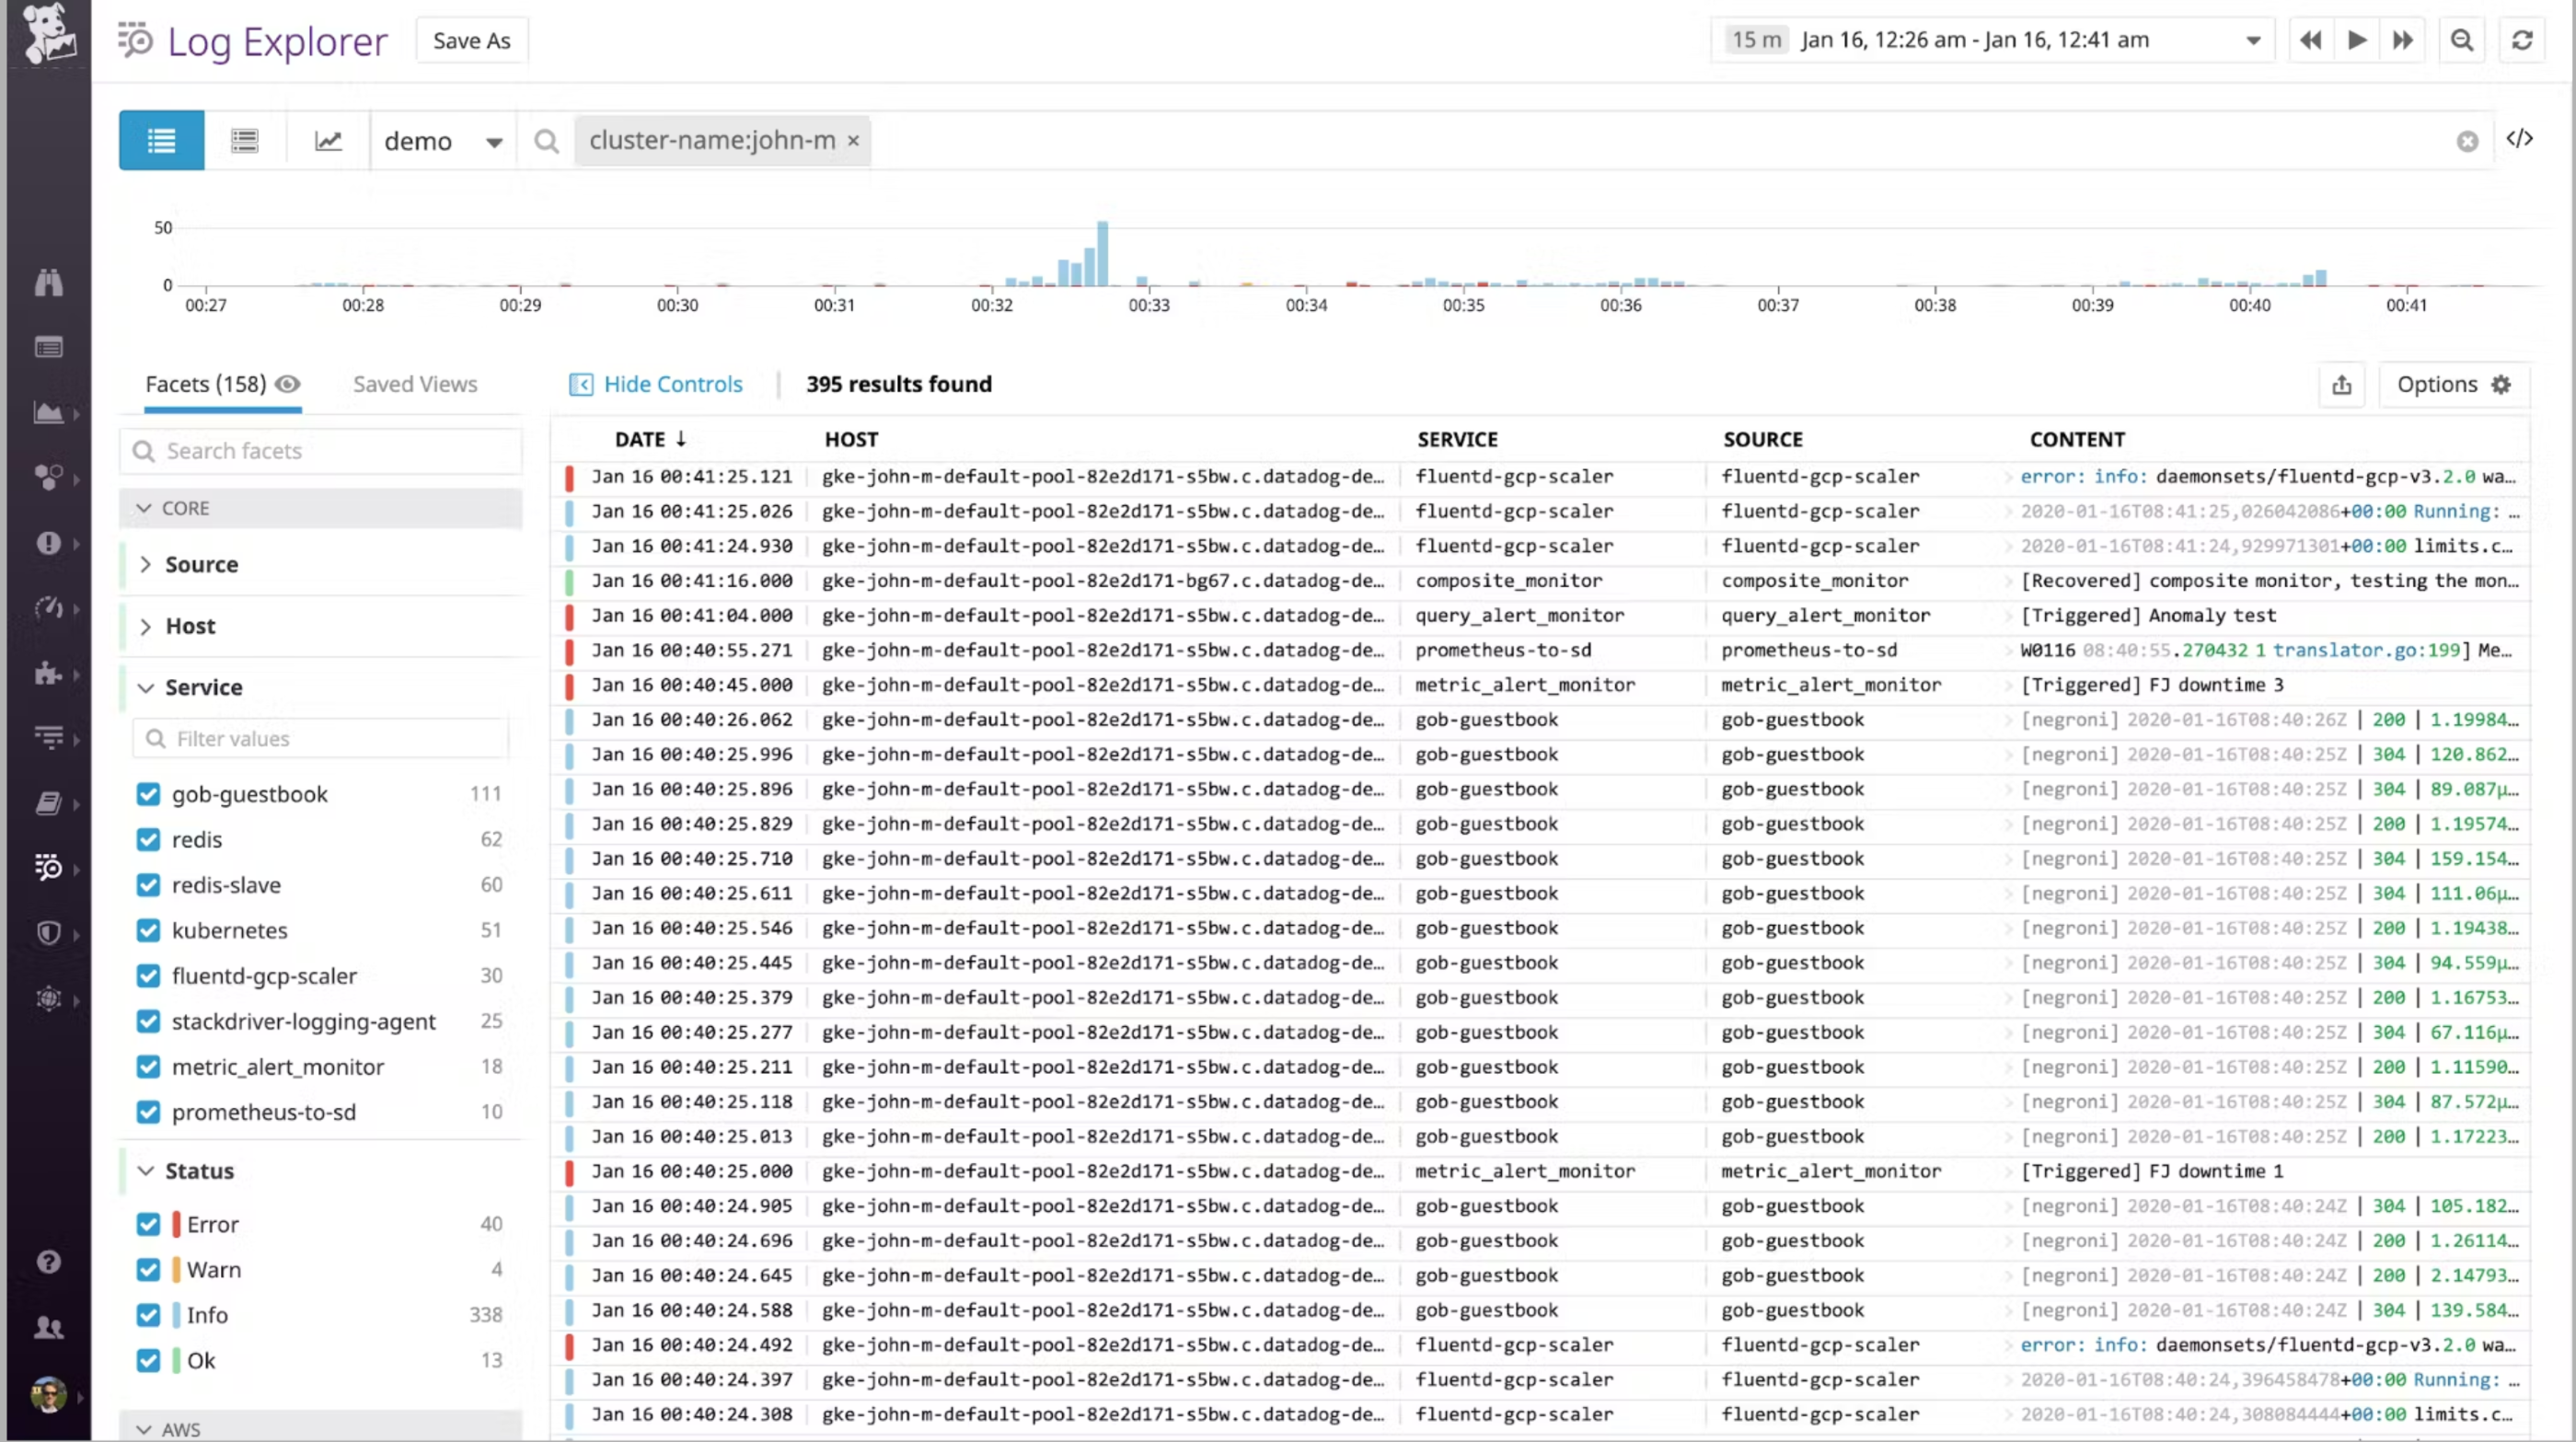 Log Explorer
Save As
15 m Jan 16, 12:26 am - Jan 16, 12:41 am
demo
cluster-name:john-m ×
</>
50
0
00:27 00:28 00:29 00:30 00:31 00:32 00:33 00:34 00:35 00:36 00:37 00:38 00:39 00:40 00:41
Facets (158)
Saved Views
Search facets
CORE
Source
Host
Service
Filter values
gob-guestbook 111
redis 62
redis-slave 60
kubernetes 51
fluentd-gcp-scaler 30
stackdriver-logging-agent 25
metric_alert_monitor 18
prometheus-to-sd 10
Status
Error 40
Warn 4
Info 338
Ok 13
AWS
Hide Controls
395 results found
Options
DATE ↓ HOST SERVICE SOURCE CONTENT
Jan 16 00:41:25.121 gke-john-m-default-pool-82e2d171-s5bw.c.datadog-de… fluentd-gcp-scaler fluentd-gcp-scaler error: info: daemonsets/fluentd-gcp-v3.2.0 wa…
Jan 16 00:41:25.026 gke-john-m-default-pool-82e2d171-s5bw.c.datadog-de… fluentd-gcp-scaler fluentd-gcp-scaler 2020-01-16T08:41:25,026042086+00:00 Running: …
Jan 16 00:41:24.930 gke-john-m-default-pool-82e2d171-s5bw.c.datadog-de… fluentd-gcp-scaler fluentd-gcp-scaler 2020-01-16T08:41:24,929971301+00:00 limits.c…
Jan 16 00:41:16.000 gke-john-m-default-pool-82e2d171-bg67.c.datadog-de… composite_monitor composite_monitor [Recovered] composite monitor, testing the mon…
Jan 16 00:41:04.000 gke-john-m-default-pool-82e2d171-s5bw.c.datadog-de… query_alert_monitor query_alert_monitor [Triggered] Anomaly test
Jan 16 00:40:55.271 gke-john-m-default-pool-82e2d171-s5bw.c.datadog-de… prometheus-to-sd prometheus-to-sd W0116 08:40:55.270432 1 translator.go:199] Me…
Jan 16 00:40:45.000 gke-john-m-default-pool-82e2d171-s5bw.c.datadog-de… metric_alert_monitor metric_alert_monitor [Triggered] FJ downtime 3
Jan 16 00:40:26.062 gke-john-m-default-pool-82e2d171-s5bw.c.datadog-de… gob-guestbook gob-guestbook [negroni] 2020-01-16T08:40:26Z | 200 | 1.19984…
Jan 16 00:40:25.996 gke-john-m-default-pool-82e2d171-s5bw.c.datadog-de… gob-guestbook gob-guestbook [negroni] 2020-01-16T08:40:25Z | 304 | 120.862…
Jan 16 00:40:25.896 gke-john-m-default-pool-82e2d171-s5bw.c.datadog-de… gob-guestbook gob-guestbook [negroni] 2020-01-16T08:40:25Z | 304 | 89.087µ…
Jan 16 00:40:25.829 gke-john-m-default-pool-82e2d171-s5bw.c.datadog-de… gob-guestbook gob-guestbook [negroni] 2020-01-16T08:40:25Z | 200 | 1.19574…
Jan 16 00:40:25.710 gke-john-m-default-pool-82e2d171-s5bw.c.datadog-de… gob-guestbook gob-guestbook [negroni] 2020-01-16T08:40:25Z | 304 | 159.154…
Jan 16 00:40:25.611 gke-john-m-default-pool-82e2d171-s5bw.c.datadog-de… gob-guestbook gob-guestbook [negroni] 2020-01-16T08:40:25Z | 304 | 111.06µ…
Jan 16 00:40:25.546 gke-john-m-default-pool-82e2d171-s5bw.c.datadog-de… gob-guestbook gob-guestbook [negroni] 2020-01-16T08:40:25Z | 200 | 1.19438…
Jan 16 00:40:25.445 gke-john-m-default-pool-82e2d171-s5bw.c.datadog-de… gob-guestbook gob-guestbook [negroni] 2020-01-16T08:40:25Z | 304 | 94.559µ…
Jan 16 00:40:25.379 gke-john-m-default-pool-82e2d171-s5bw.c.datadog-de… gob-guestbook gob-guestbook [negroni] 2020-01-16T08:40:25Z | 200 | 1.16753…
Jan 16 00:40:25.277 gke-john-m-default-pool-82e2d171-s5bw.c.datadog-de… gob-guestbook gob-guestbook [negroni] 2020-01-16T08:40:25Z | 304 | 67.116µ…
Jan 16 00:40:25.211 gke-john-m-default-pool-82e2d171-s5bw.c.datadog-de… gob-guestbook gob-guestbook [negroni] 2020-01-16T08:40:25Z | 200 | 1.11590…
Jan 16 00:40:25.118 gke-john-m-default-pool-82e2d171-s5bw.c.datadog-de… gob-guestbook gob-guestbook [negroni] 2020-01-16T08:40:25Z | 304 | 87.572µ…
Jan 16 00:40:25.013 gke-john-m-default-pool-82e2d171-s5bw.c.datadog-de… gob-guestbook gob-guestbook [negroni] 2020-01-16T08:40:25Z | 200 | 1.17223…
Jan 16 00:40:25.000 gke-john-m-default-pool-82e2d171-s5bw.c.datadog-de… metric_alert_monitor metric_alert_monitor [Triggered] FJ downtime 1
Jan 16 00:40:24.905 gke-john-m-default-pool-82e2d171-s5bw.c.datadog-de… gob-guestbook gob-guestbook [negroni] 2020-01-16T08:40:24Z | 304 | 105.182…
Jan 16 00:40:24.696 gke-john-m-default-pool-82e2d171-s5bw.c.datadog-de… gob-guestbook gob-guestbook [negroni] 2020-01-16T08:40:24Z | 200 | 1.26114…
Jan 16 00:40:24.645 gke-john-m-default-pool-82e2d171-s5bw.c.datadog-de… gob-guestbook gob-guestbook [negroni] 2020-01-16T08:40:24Z | 200 | 2.14793…
Jan 16 00:40:24.588 gke-john-m-default-pool-82e2d171-s5bw.c.datadog-de… gob-guestbook gob-guestbook [negroni] 2020-01-16T08:40:24Z | 304 | 139.584…
Jan 16 00:40:24.492 gke-john-m-default-pool-82e2d171-s5bw.c.datadog-de… fluentd-gcp-scaler fluentd-gcp-scaler error: info: daemonsets/fluentd-gcp-v3.2.0 wa…
Jan 16 00:40:24.397 gke-john-m-default-pool-82e2d171-s5bw.c.datadog-de… fluentd-gcp-scaler fluentd-gcp-scaler 2020-01-16T08:40:24,396458478+00:00 Running: …
Jan 16 00:40:24.308 gke-john-m-default-pool-82e2d171-s5bw.c.datadog-de… fluentd-gcp-scaler fluentd-gcp-scaler 2020-01-16T08:40:24,308084444+00:00 limits.c…